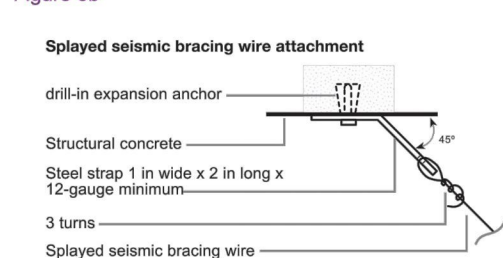 Splayed seismic bracing wire attachment
drill-in expansion anchor
Structural concrete
45°
Steel strap 1 in wide x 2 in long x
12-gauge minimum
3 turns
Splayed seismic bracing wire